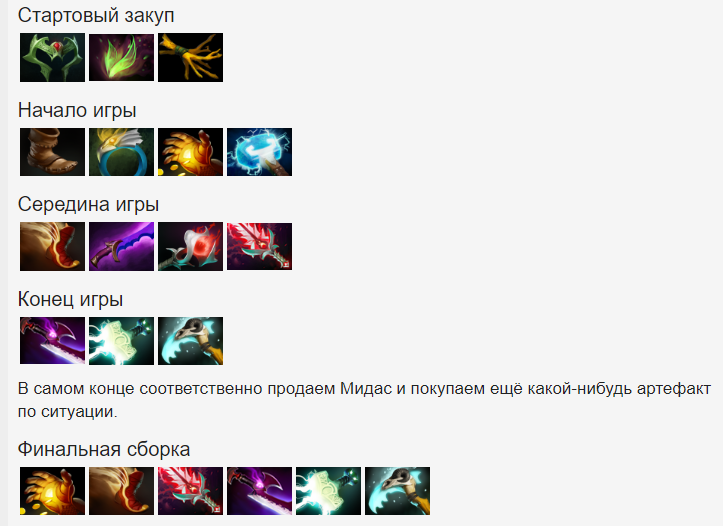 Стартовый закуп
Начало игры
Середина игры
Конец игры
В самом конце соответственно продаем Мидас и покупаем ещё какой-нибудь артефакт
по ситуации.
Финальная сборка